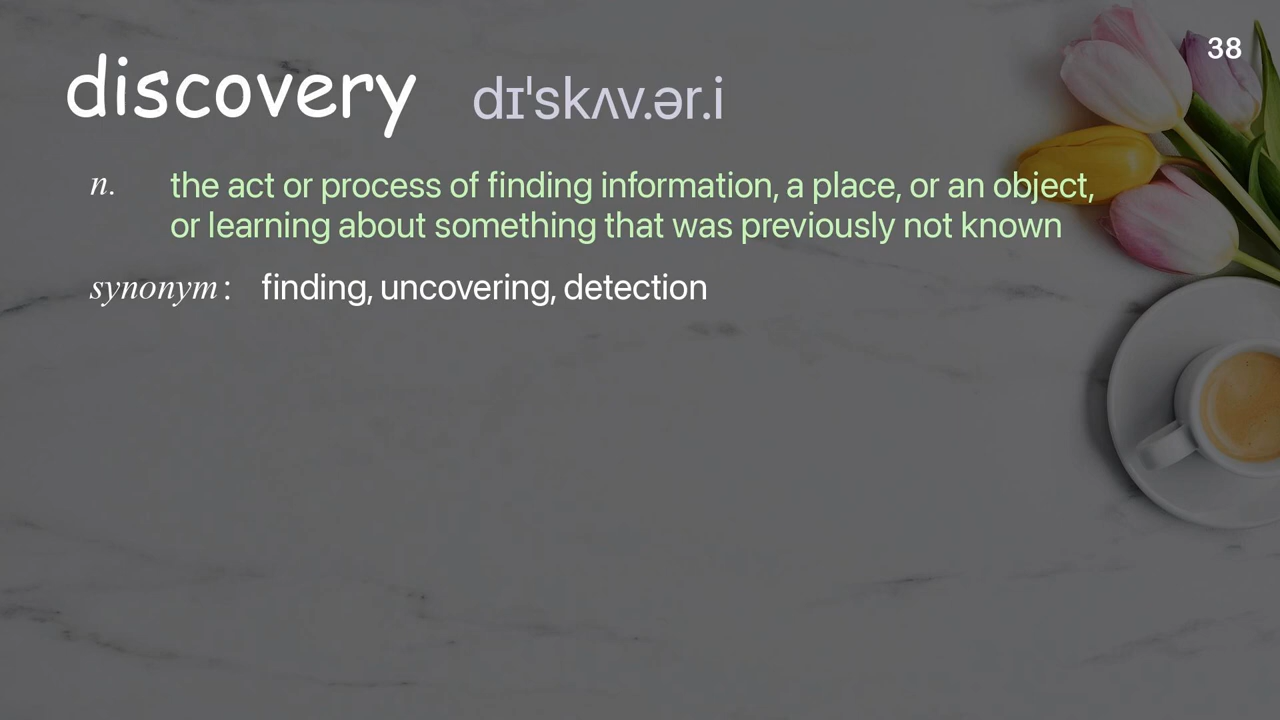 38
discovery dɪˈskʌv.ər.i
n. the act or process of finding information, a place, or an object,
or learning about something that was previously not known
synonym: finding, uncovering, detection